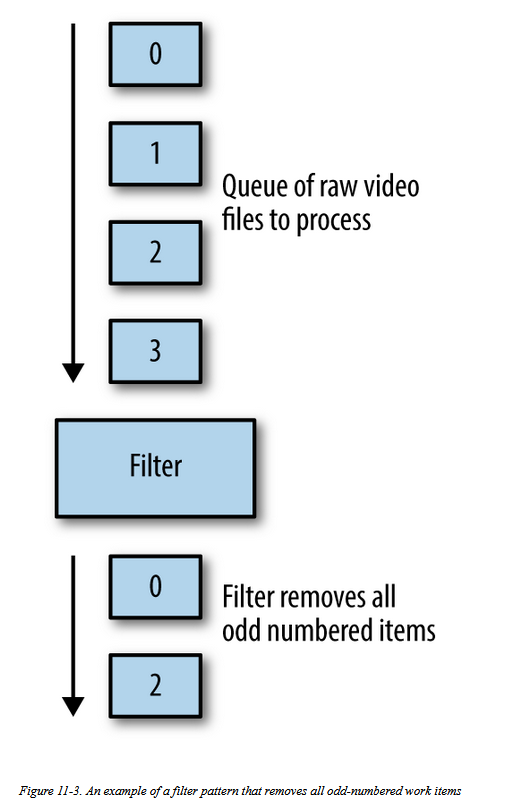 0
1
Queue of raw video
files to process
2
3
Filter
0
Filter removes all
odd numbered items
2
Figure 11-3. An example of a filter pattern that removes all odd-numbered work items